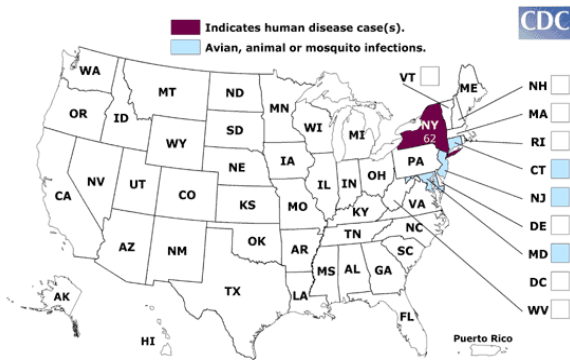 Indicates human disease case(s).
Avian, animal or mosquito infections.
CDC
VT
ME
NH
WA
MT
ND
MN
MA
OR
ID
SD
WI
MI
NY
62
RI
WY
CT
NE
IA
PA
NJ
NV
UT
CO
IL
IN
OH
DE
CA
KS
MO
KY
VA
MD
AZ
NM
OK
AR
TN
NC
DC
SC
MS
AL
GA
WV
TX
LA
AK
FL
HI
Puerto Rico